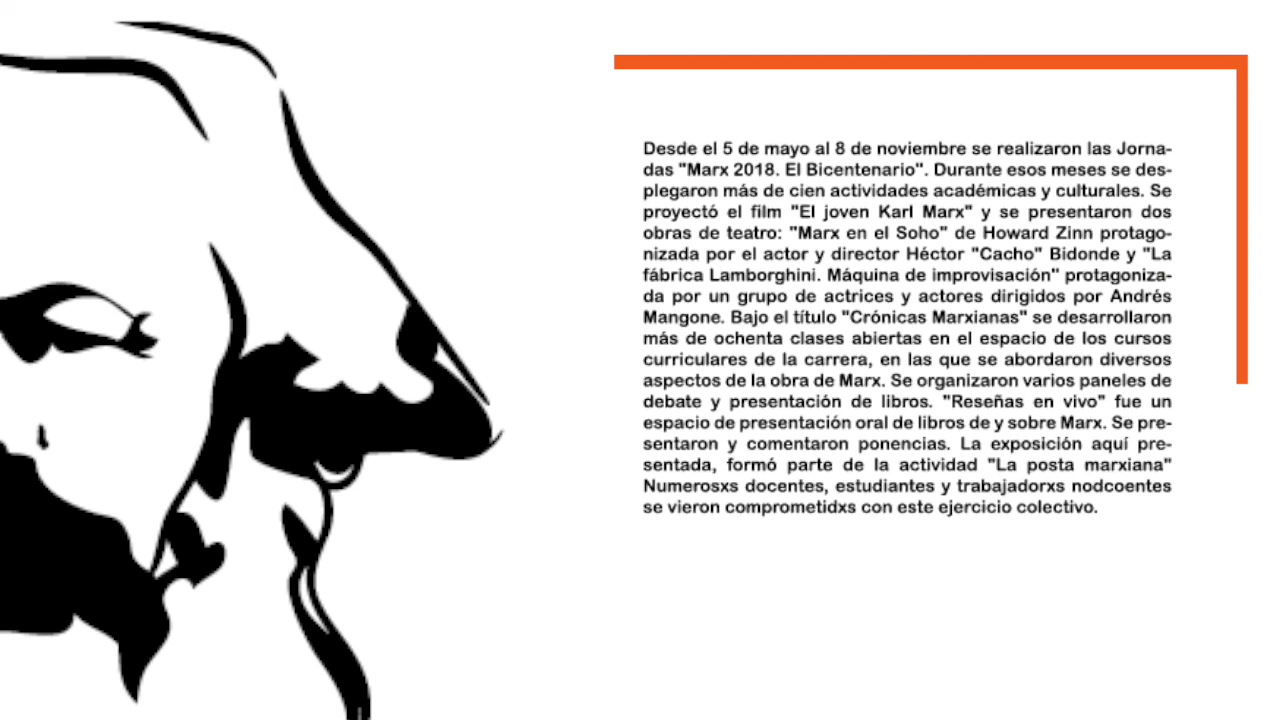 Desde el 5 de mayo al 8 de noviembre se realizaron las Jorna-
das "Marx 2018. El Bicentenario". Durante esos meses se des-
plegaron más de cien actividades académicas y culturales. Se
proyectó el film "El joven Karl Marx" y se presentaron dos
obras de teatro: "Marx en el Soho" de Howard Zinn protago-
nizada por el actor y director Héctor "Cacho" Bidonde y "La
fábrica Lamborghini. Máquina de improvisación" protagoniza-
da por un grupo de actrices y actores dirigidos por Andrés
Mangone. Bajo el título "Crónicas Marxianas" se desarrollaron
más de ochenta clases abiertas en el espacio de los cursos
curriculares de la carrera, en las que se abordaron diversos
aspectos de la obra de Marx. Se organizaron varios paneles de
debate y presentación de libros. "Reseñas en vivo" fue un
espacio de presentación oral de libros de y sobre Marx. Se pre-
sentaron y comentaron ponencias. La exposición aquí pre-
sentada, formó parte de la actividad "La posta marxiana"
Numerosxs docentes, estudiantes y trabajadorxs nodcoentes
se vieron comprometidxs con este ejercicio colectivo.